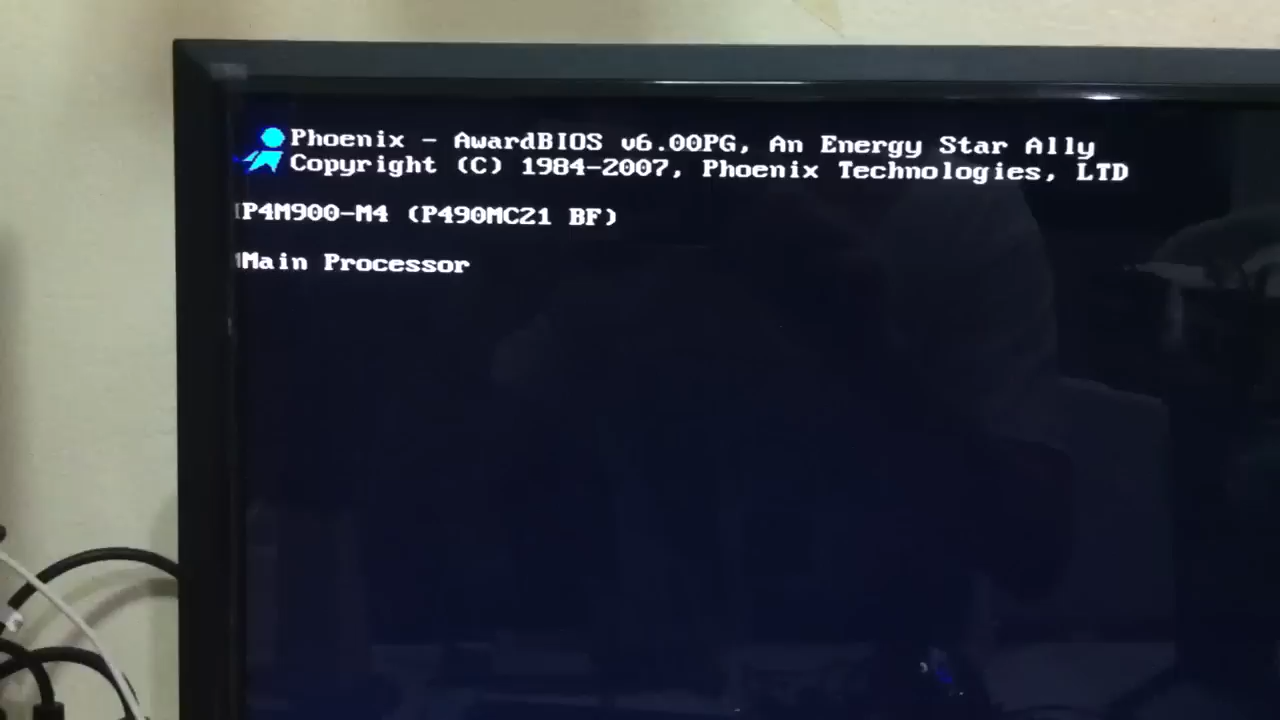 Phoenix - AwardBIOS v6.00PG, An Energy Star Ally
Copyright (C) 1984-2007, Phoenix Technologies, LTD
P4M900-M4 (P490MC21 BF)
Main Processor